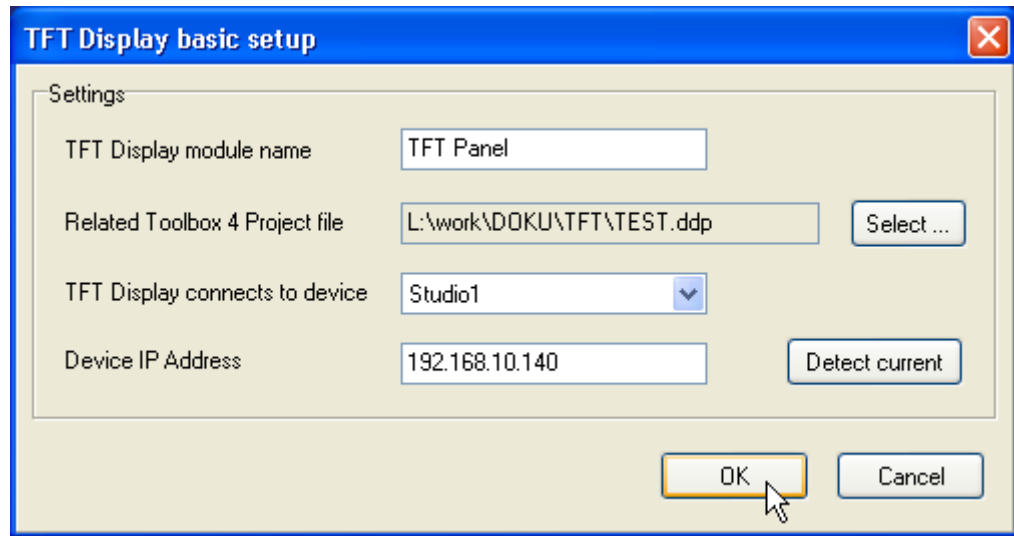 TFT Display basic setup
Settings
TFT Display module name TFT Panel
Related Toolbox 4 Project file L:\work\DOKU\TFT\TEST.ddp Select ...
TFT Display connects to device Studio1
Device IP Address 192.168.10.140 Detect current
OK Cancel